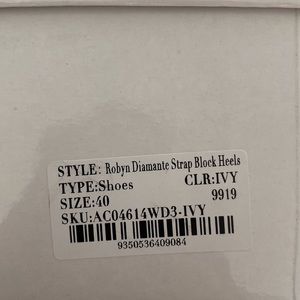 STYLE: Robyn Diamante Strap Block Heels
TYPE:Shoes CLR:IVY
SIZE:40 9919
SKU:AC04614WD3-IVY
9350536409084